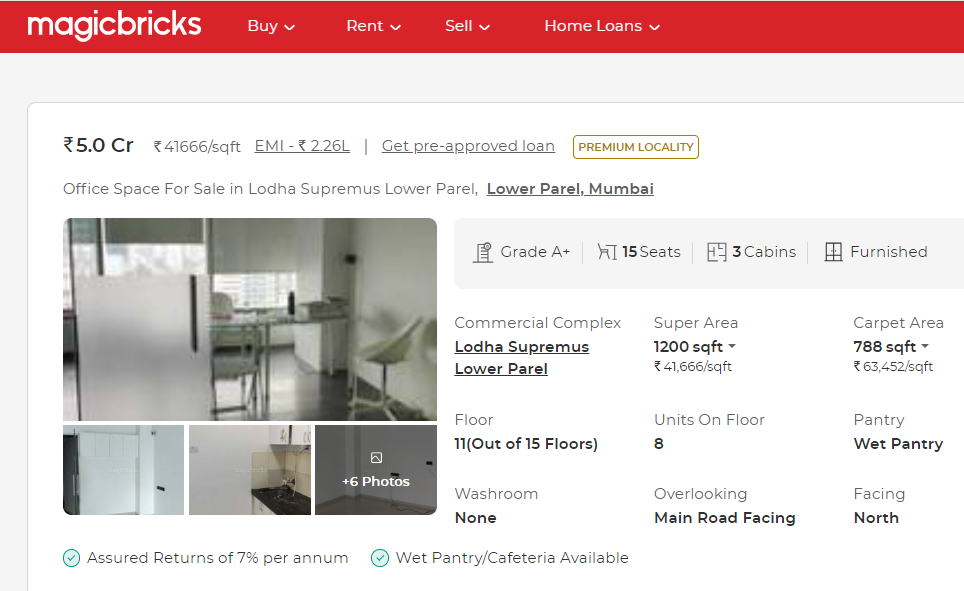 magicbricks Buy Rent Sell Home Loans
₹5.0 Cr ₹41666/sqft EMI - ₹ 2.26L | Get pre-approved loan PREMIUM LOCALITY
Office Space For Sale in Lodha Supremus Lower Parel, Lower Parel, Mumbai
Grade A+ 15 Seats 3 Cabins Furnished
Commercial Complex Super Area Carpet Area
Lodha Supremus 1200 sqft 788 sqft
Lower Parel ₹41,666/sqft ₹63,452/sqft
Floor Units On Floor Pantry
11(Out of 15 Floors) 8 Wet Pantry
+6 Photos
Washroom Overlooking Facing
None Main Road Facing North
Assured Returns of 7% per annum Wet Pantry/Cafeteria Available